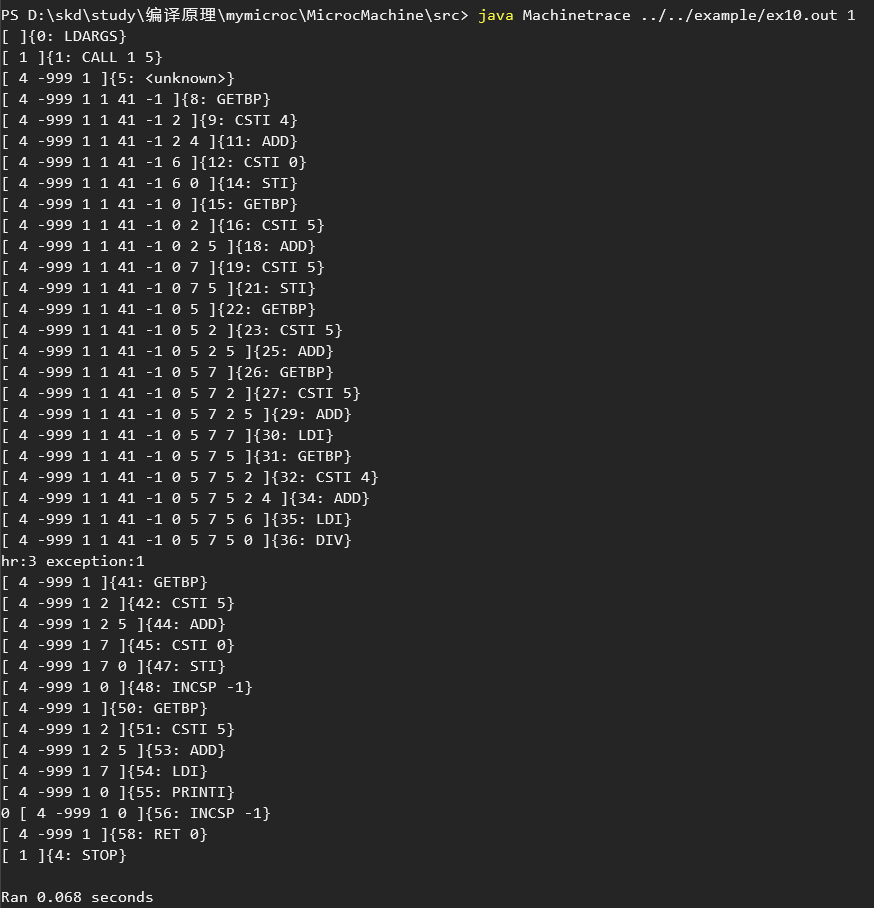 PS D:\skd\study\编译原理\mymicroc\MicrocMachine\src> java Machinetrace ../../example/ex10.out 1
[ ]{0: LDARGS}
[ 1 ]{1: CALL 1 5}
[ 4 -999 1 ]{5: <unknown>}
[ 4 -999 1 1 41 -1 ]{8: GETBP}
[ 4 -999 1 1 41 -1 2 ]{9: CSTI 4}
[ 4 -999 1 1 41 -1 2 4 ]{11: ADD}
[ 4 -999 1 1 41 -1 6 ]{12: CSTI 0}
[ 4 -999 1 1 41 -1 6 0 ]{14: STI}
[ 4 -999 1 1 41 -1 0 ]{15: GETBP}
[ 4 -999 1 1 41 -1 0 2 ]{16: CSTI 5}
[ 4 -999 1 1 41 -1 0 2 5 ]{18: ADD}
[ 4 -999 1 1 41 -1 0 7 ]{19: CSTI 5}
[ 4 -999 1 1 41 -1 0 7 5 ]{21: STI}
[ 4 -999 1 1 41 -1 0 5 ]{22: GETBP}
[ 4 -999 1 1 41 -1 0 5 2 ]{23: CSTI 5}
[ 4 -999 1 1 41 -1 0 5 2 5 ]{25: ADD}
[ 4 -999 1 1 41 -1 0 5 7 ]{26: GETBP}
[ 4 -999 1 1 41 -1 0 5 7 2 ]{27: CSTI 5}
[ 4 -999 1 1 41 -1 0 5 7 2 5 ]{29: ADD}
[ 4 -999 1 1 41 -1 0 5 7 7 ]{30: LDI}
[ 4 -999 1 1 41 -1 0 5 7 5 ]{31: GETBP}
[ 4 -999 1 1 41 -1 0 5 7 5 2 ]{32: CSTI 4}
[ 4 -999 1 1 41 -1 0 5 7 5 2 4 ]{34: ADD}
[ 4 -999 1 1 41 -1 0 5 7 5 6 ]{35: LDI}
[ 4 -999 1 1 41 -1 0 5 7 5 0 ]{36: DIV}
hr:3 exception:1
[ 4 -999 1 ]{41: GETBP}
[ 4 -999 1 2 ]{42: CSTI 5}
[ 4 -999 1 2 5 ]{44: ADD}
[ 4 -999 1 7 ]{45: CSTI 0}
[ 4 -999 1 7 0 ]{47: STI}
[ 4 -999 1 0 ]{48: INCSP -1}
[ 4 -999 1 ]{50: GETBP}
[ 4 -999 1 2 ]{51: CSTI 5}
[ 4 -999 1 2 5 ]{53: ADD}
[ 4 -999 1 7 ]{54: LDI}
[ 4 -999 1 0 ]{55: PRINTI}
0 [ 4 -999 1 0 ]{56: INCSP -1}
[ 4 -999 1 ]{58: RET 0}
[ 1 ]{4: STOP}
Ran 0.068 seconds